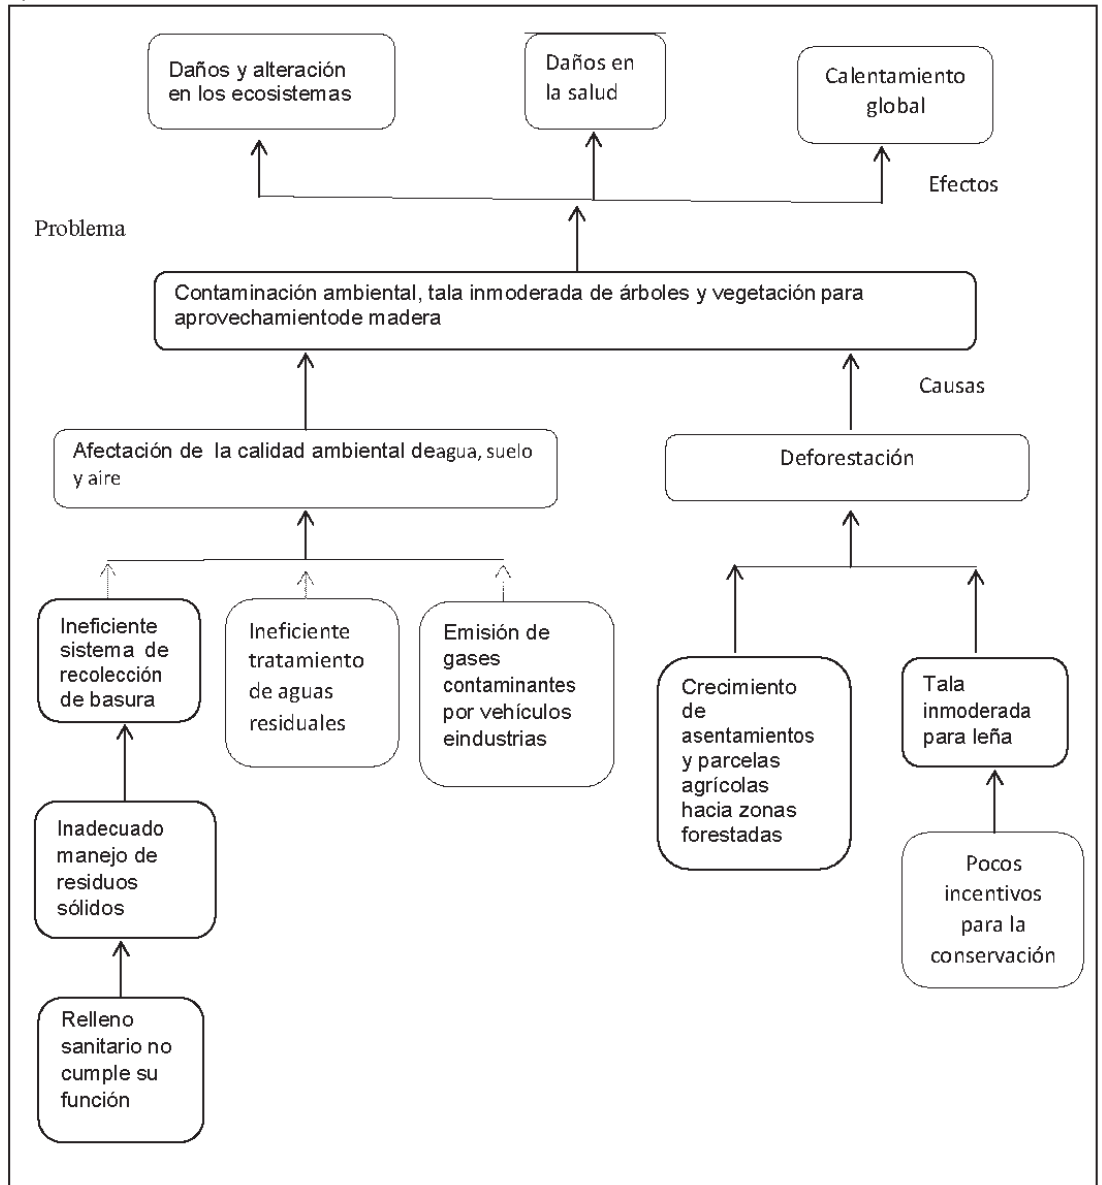 Daños y alteración
en los ecosistemas
Daños en
la salud
Calentamiento
global
Efectos
Problema
Contaminación ambiental, tala inmoderada de árboles y vegetación para
aprovechamientode madera
Causas
Afectación de la calidad ambiental deagua, suelo
y aire
Deforestación
Ineficiente
sistema de
recolección
de basura
Ineficiente
tratamiento
de aguas
residuales
Emisión de
gases
contaminantes
por vehículos
eindustrias
Crecimiento
de
asentamientos
y parcelas
agrícolas
hacia zonas
forestadas
Tala
inmoderada
para leña
Inadecuado
manejo de
residuos
sólidos
Pocos
incentivos
para la
conservación
Relleno
sanitario no
cumple su
función